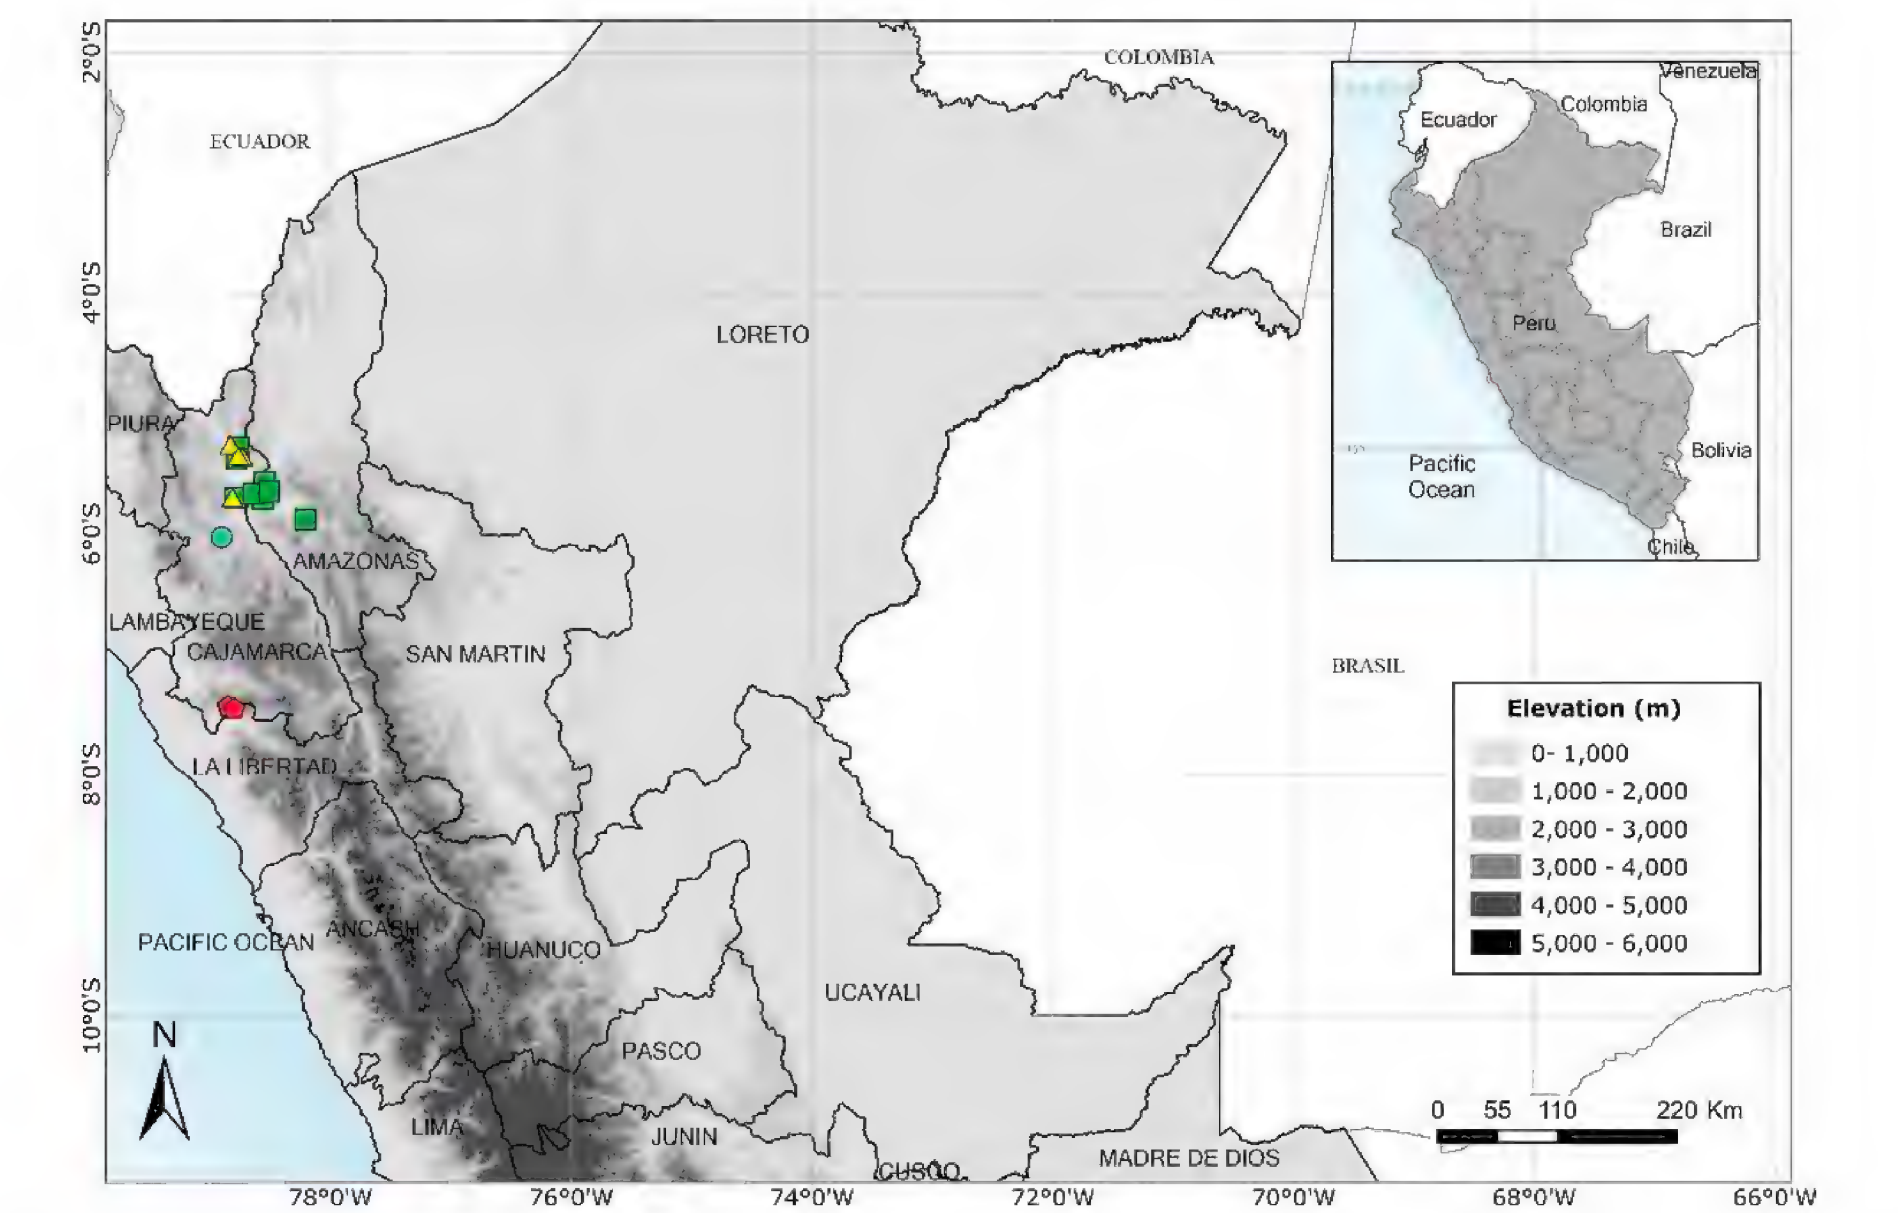 2°0'S
4°0'S
6°0'S
8°0'S
10°0'S
COLOMBIA
ECUADOR
LORETO
PIURA
AMAZONAS
LAMBAYEQUE
CAJAMARCA
SAN MARTIN
BRASIL
LA LIBERTAD
ANCASH
PACIFIC OCEAN
HUANUCO
UCAYALI
PASCO
LIMA
JUNIN
CUSCO
MADRE DE DIOS
N
Venezuela
Colombia
Ecuador
Brazil
Peru
Bolivia
Pacific
Ocean
Chile
Elevation (m)
0- 1,000
1,000 - 2,000
2,000 - 3,000
3,000 - 4,000
4,000 - 5,000
5,000 - 6,000
0 55 110 220 Km
78°0'W 76°0'W 74°0'W 72°0'W 70°0'W 68°0'W 66°0'W